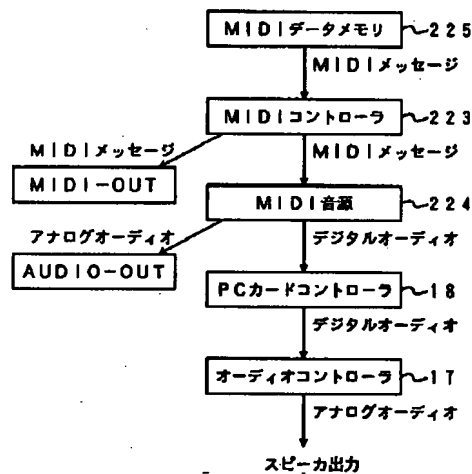 MIDIデータメモリ 225
MIDIメッセージ
MIDIコントローラ 223
MIDIメッセージ MIDIメッセージ
MIDI-OUT
MIDI音源 224
アナログオーディオ デジタルオーディオ
AUDIO-OUT
PCカードコントローラ 18
デジタルオーディオ
オーディオコントローラ 17
アナログオーディオ
スピーカ出力